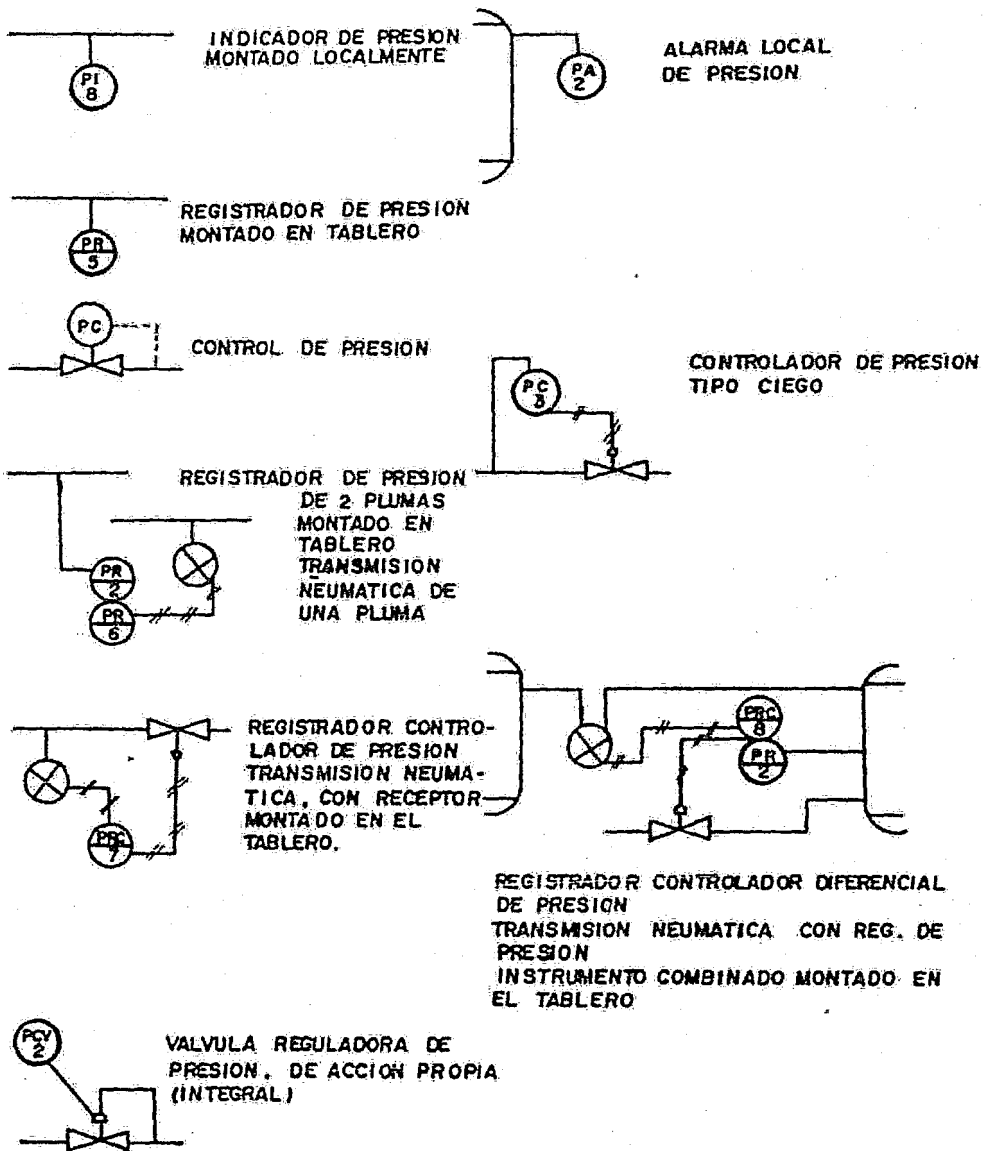 INDICADOR DE PRESION
MONTADO LOCALMENTE
PI
8
ALARMA LOCAL
DE PRESION
PA
2
REGISTRADOR DE PRESION
MONTADO EN TABLERO
PR
5
PC
CONTROL DE PRESION
CONTROLADOR DE PRESION
TIPO CIEGO
PC
3
REGISTRADOR DE PRESION
DE 2 PLUMAS
MONTADO EN
TABLERO
TRANSMISION
NEUMATICA DE
UNA PLUMA
PR
2
PR
6
REGISTRADOR CONTRO-
LADOR DE PRESION
TRANSMISION NEUMA-
TICA, CON RECEPTOR
MONTADO EN EL
TABLERO.
PRC
7
PRC
8
PR
2
REGISTRADOR CONTROLADOR DIFERENCIAL
DE PRESION
TRANSMISION NEUMATICA CON REG. DE
PRESION
INSTRUMENTO COMBINADO MONTADO EN
EL TABLERO
PCV
2
VALVULA REGULADORA DE
PRESION. DE ACCION PROPIA
(INTEGRAL)